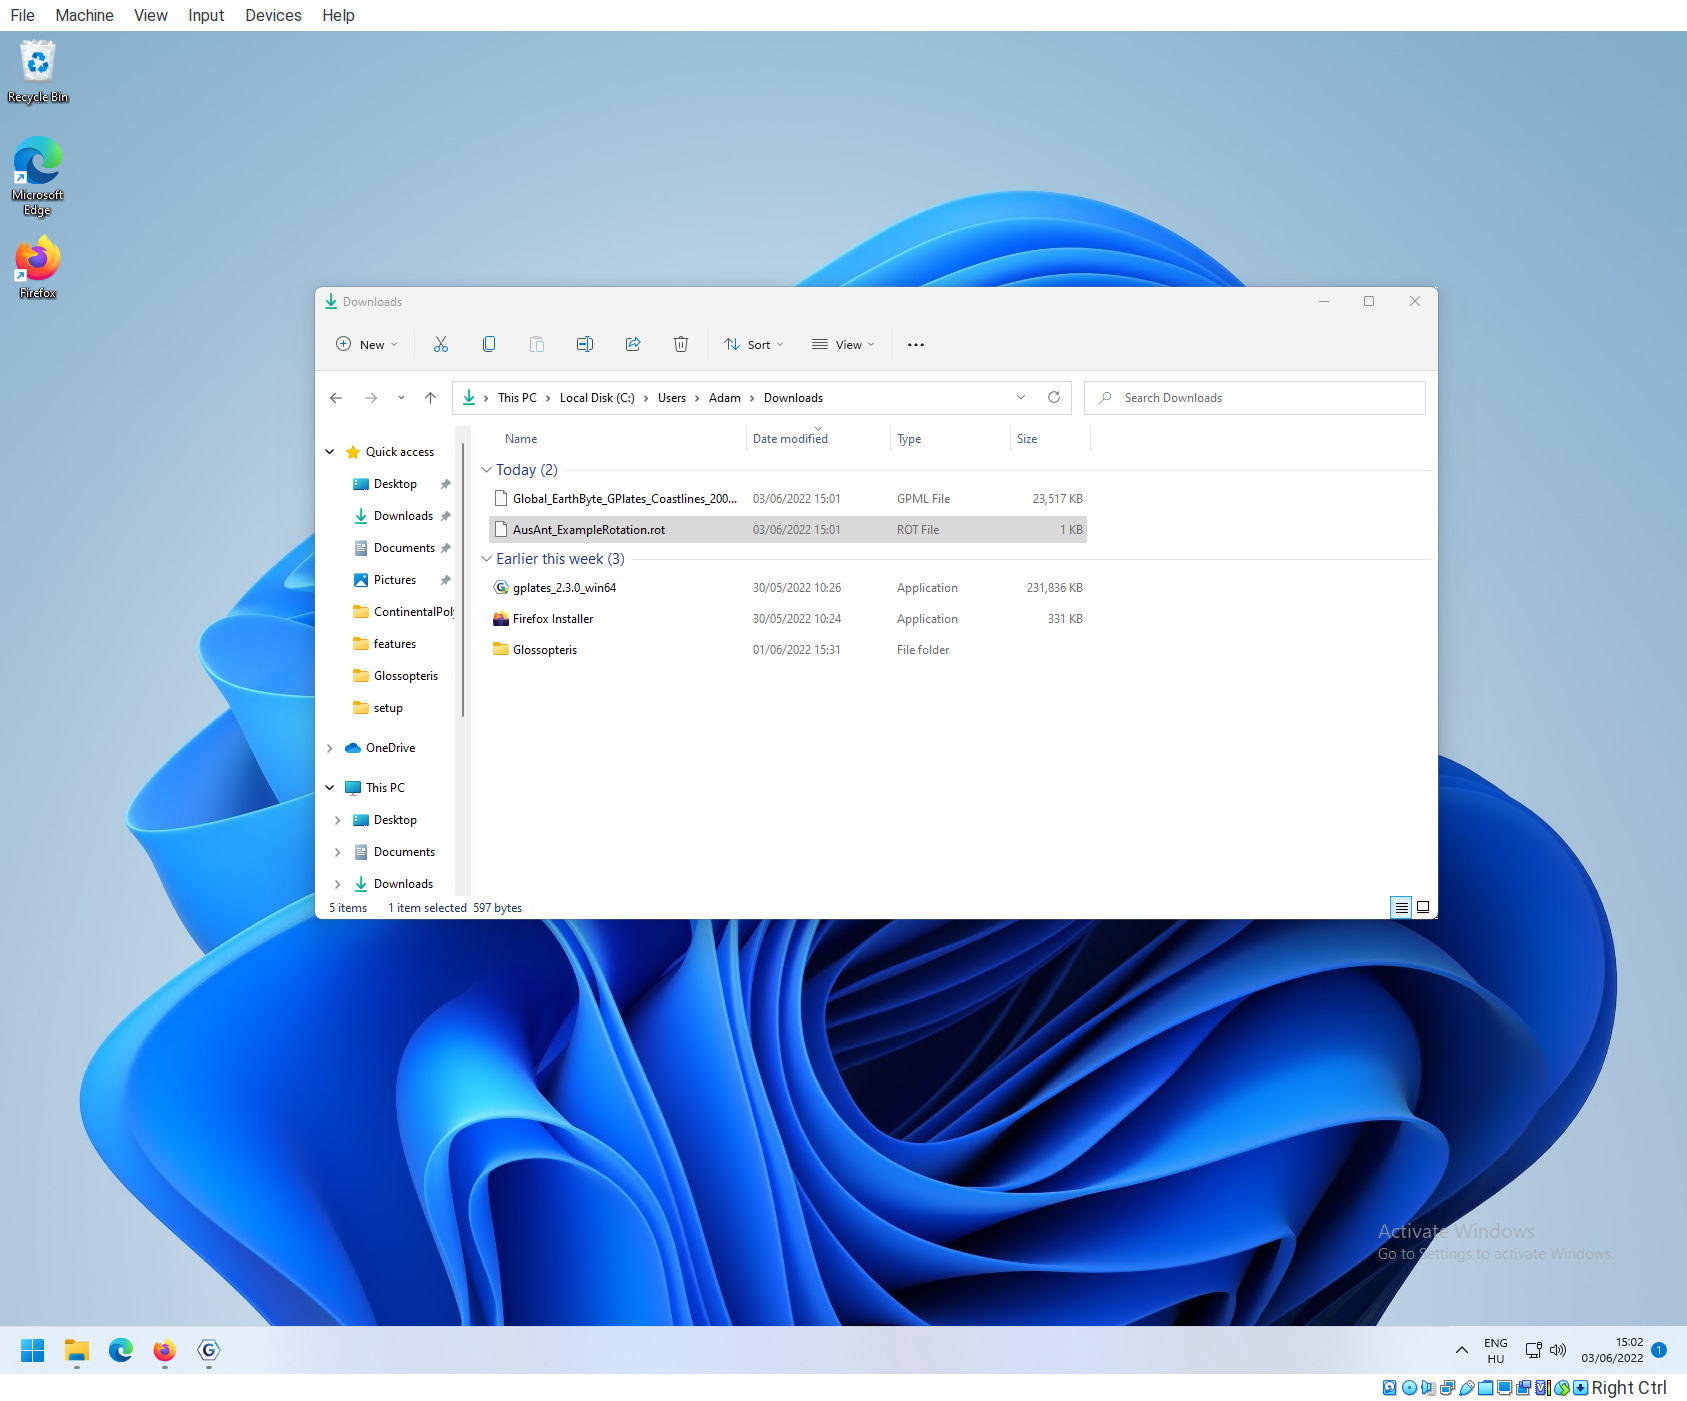 File Machine View Input Devices Help
Recycle Bin
Microsoft
Edge
Firefox
Downloads
New Sort View
This PC Local Disk (C:) Users Adam Downloads
Search Downloads
Name Date modified Type Size
Quick access
Desktop
Downloads
Documents
Pictures
ContinentalPoly
features
Glossopteris
setup
OneDrive
This PC
Desktop
Documents
Downloads
Today (2)
Global_EarthByte_GPlates_Coastlines_200... 03/06/2022 15:01 GPML File 23,517 KB
AusAnt_ExampleRotation.rot 03/06/2022 15:01 ROT File 1 KB
Earlier this week (3)
gplates_2.3.0_win64 30/05/2022 10:26 Application 231,836 KB
Firefox Installer 30/05/2022 10:24 Application 331 KB
Glossopteris 01/06/2022 15:31 File folder
5 items 1 item selected 597 bytes
Activate Windows
Go to Settings to activate Windows.
ENG
HU
15:02
03/06/2022
1
Right Ctrl